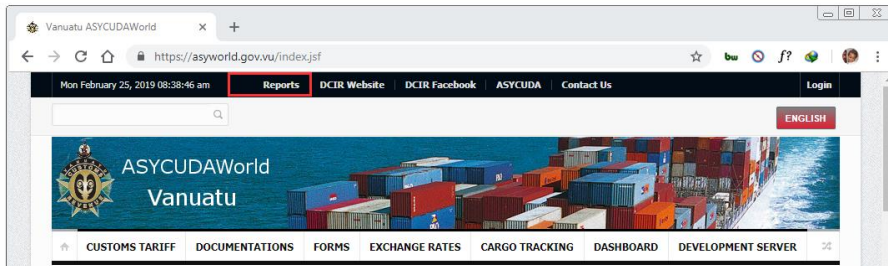 Vanuatu ASYCUDAWorld
https://asyworld.gov.vu/index.jsf
bw f?
Mon February 25, 2019 08:38:46 am Reports DCIR Website DCIR Facebook ASYCUDA Contact Us Login
ENGLISH
ASYCUDAWorld
Vanuatu
CUSTOMS TARIFF DOCUMENTATIONS FORMS EXCHANGE RATES CARGO TRACKING DASHBOARD DEVELOPMENT SERVER